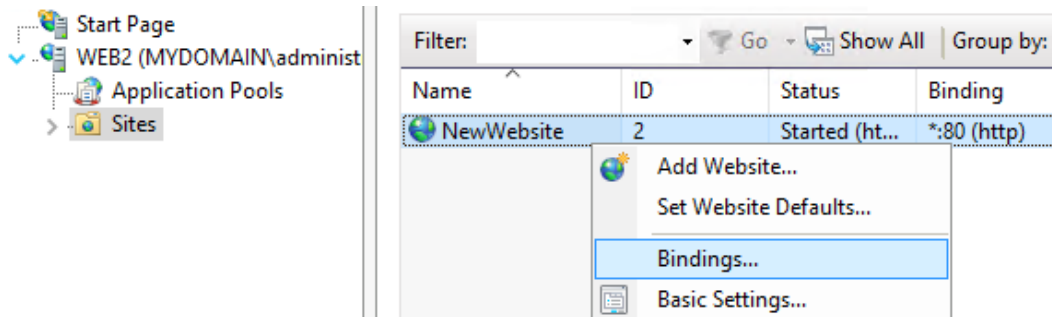 Start Page
WEB2 (MYDOMAIN\administ
Application Pools
Sites
Filter: Go Show All Group by:
Name ID Status Binding
NewWebsite 2 Started (ht... *:80 (http)
Add Website...
Set Website Defaults...
Bindings...
Basic Settings...